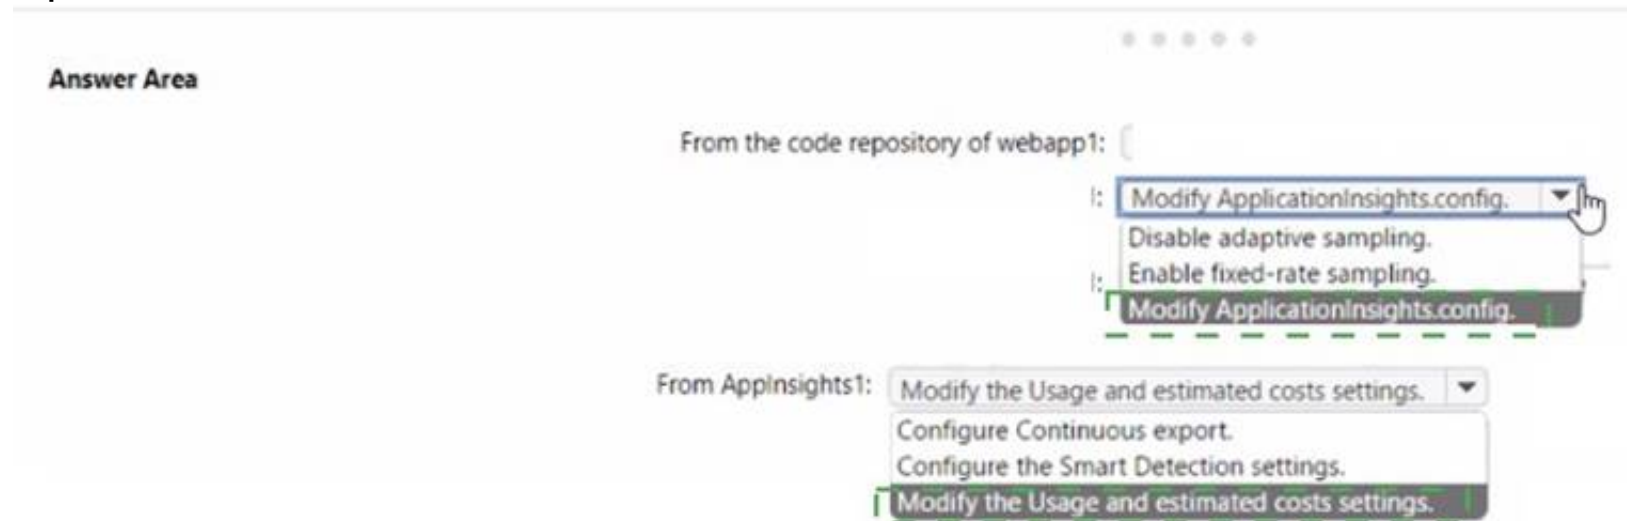 Answer Area
From the code repository of webapp1:
Modify ApplicationInsights.config.
Disable adaptive sampling.
Enable fixed-rate sampling.
Modify ApplicationInsights.config.
From AppInsights1: Modify the Usage and estimated costs settings.
Configure Continuous export.
Configure the Smart Detection settings.
Modify the Usage and estimated costs settings.